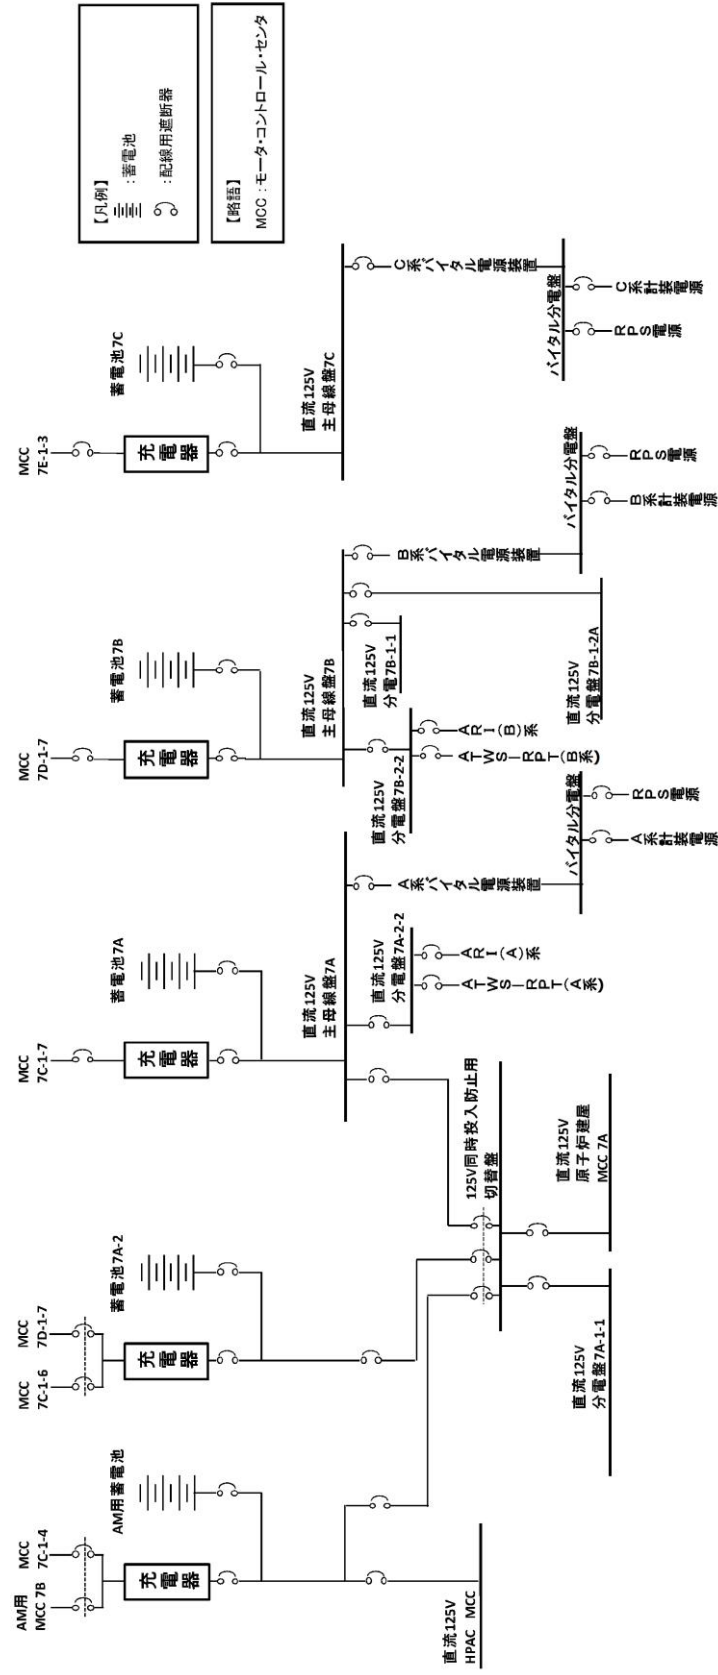 AM用
MCC 7B
MCC
7C-1-4
充電器
AM用蓄電池
直流125V
HPAC MCC
MCC
7C-1-6
MCC
7D-1-7
充電器
蓄電池7A-2
125V同時投入防止用
切替盤
直流125V
分電盤7A-1-1
直流125V
原子炉建屋
MCC 7A
MCC
7C-1-7
充電器
蓄電池7A
直流125V
主母線盤7A
直流125V
分電盤7A-2-2
ATWS-RPT(A系)
ARI(A)系
A系バイタル電源装置
バイタル分電盤
A系計装電源
RPS電源
MCC
7D-1-7
充電器
蓄電池7B
直流125V
主母線盤7B
直流125V
分電盤7B-2-2
ATWS-RPT(B系)
ARI(B)系
直流125V
分電7B-1-1
直流125V
分電盤7B-1-2A
B系バイタル電源装置
バイタル分電盤
B系計装電源
RPS電源
MCC
7E-1-3
充電器
蓄電池7C
直流125V
主母線盤7C
C系バイタル電源装置
バイタル分電盤
RPS電源
C系計装電源
【凡例】
:蓄電池
:配線用遮断器
【略語】
MCC:モータ・コントロール・センタ